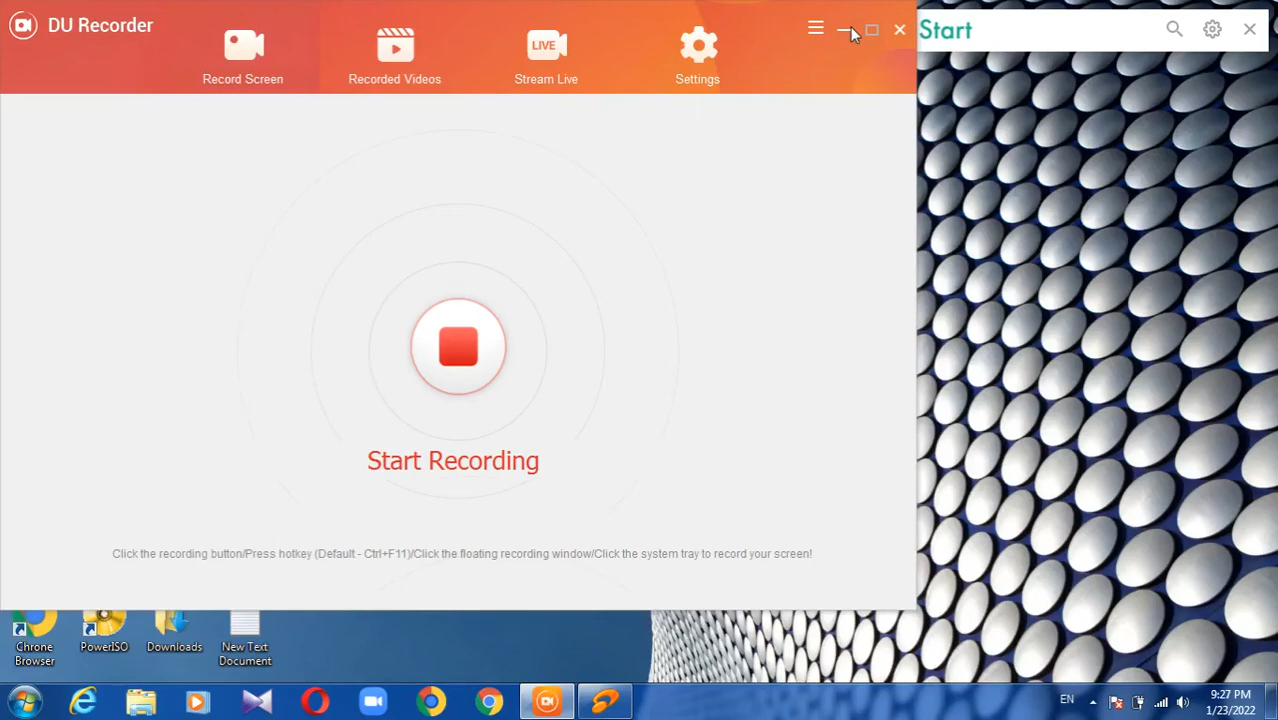 DU Recorder
Record Screen
Recorded Videos
LIVE
Stream Live
Settings
Start
Start Recording
Click the recording button/Press hotkey (Default - Ctrl+F11)/Click the floating recording window/Click the system tray to record your screen!
Chrone Browser
PowerISO
Downloads
New Text Document
EN
9:27 PM
1/23/2022